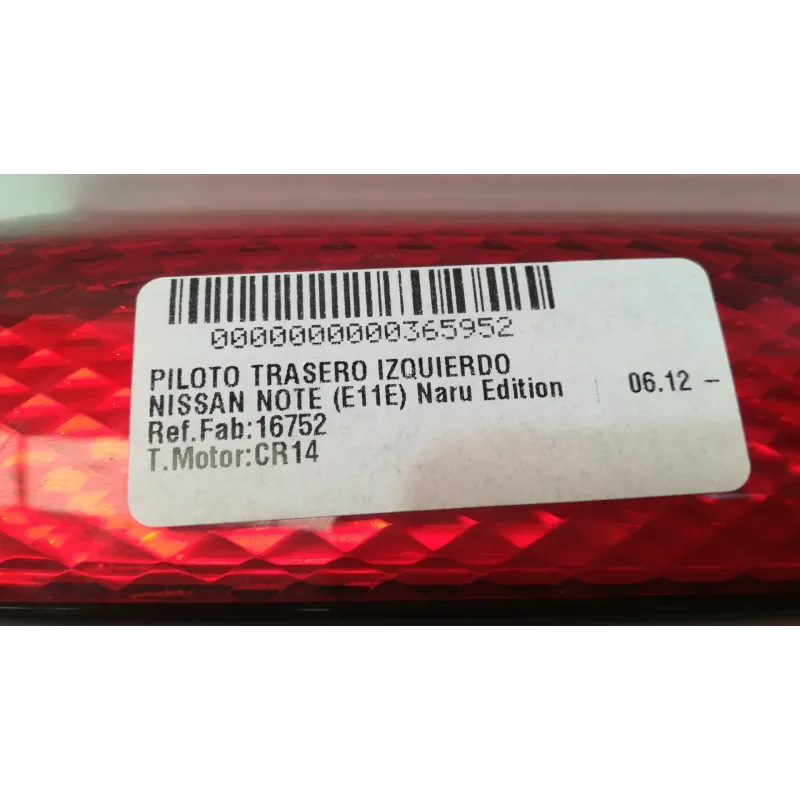 0000000000365952
PILOTO TRASERO IZQUIERDO
NISSAN NOTE (E11E) Naru Edition | 06.12 -
Ref.Fab:16752
T.Motor:CR14